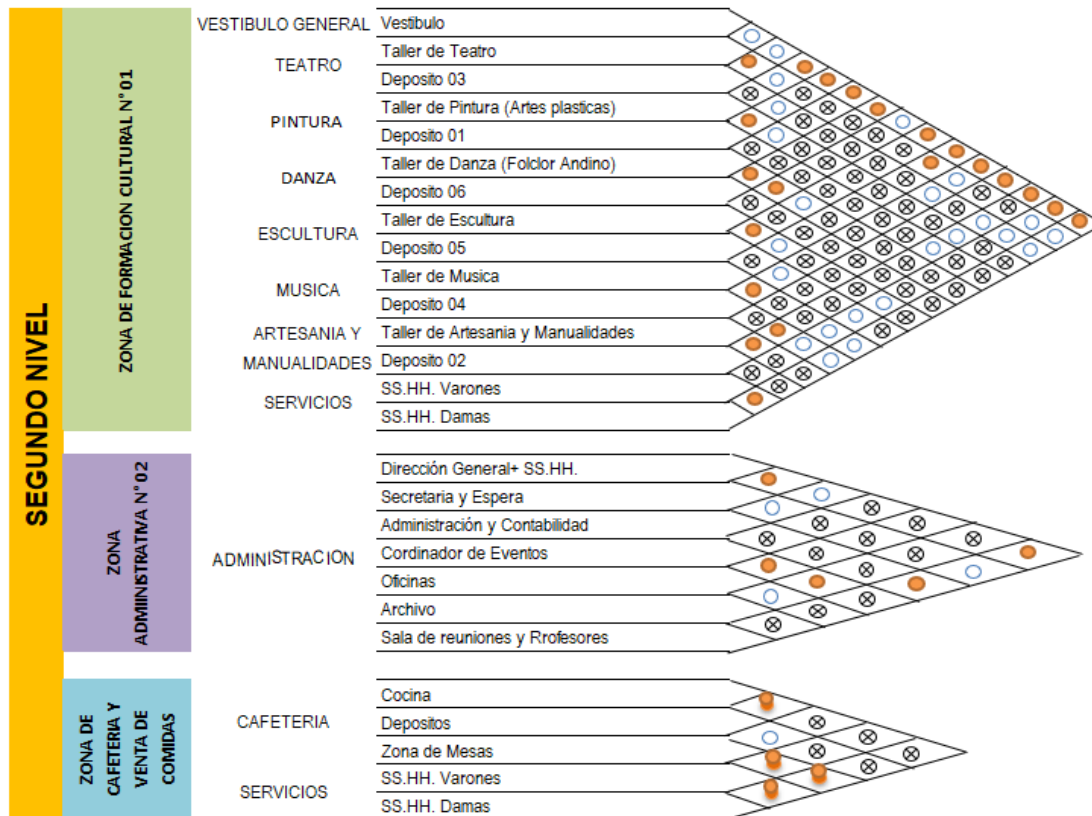 SEGUNDO NIVEL
ZONA DE FORMACION CULTURAL N° 01
VESTIBULO GENERAL
Vestibulo
TEATRO
Taller de Teatro
Deposito 03
PINTURA
Taller de Pintura (Artes plasticas)
Deposito 01
DANZA
Taller de Danza (Folclor Andino)
Deposito 06
ESCULTURA
Taller de Escultura
Deposito 05
MUSICA
Taller de Musica
Deposito 04
ARTESANIA Y
MANUALIDADES
Taller de Artesania y Manualidades
Deposito 02
SERVICIOS
SS.HH. Varones
SS.HH. Damas
ZONA
ADMIINISTRATIVA N° 02
ADMINISTRACION
Dirección General+ SS.HH.
Secretaria y Espera
Administración y Contabilidad
Cordinador de Eventos
Oficinas
Archivo
Sala de reuniones y Rrofesores
ZONA DE
CAFETERIA Y
VENTA DE
COMIDAS
CAFETERIA
Cocina
Depositos
Zona de Mesas
SERVICIOS
SS.HH. Varones
SS.HH. Damas